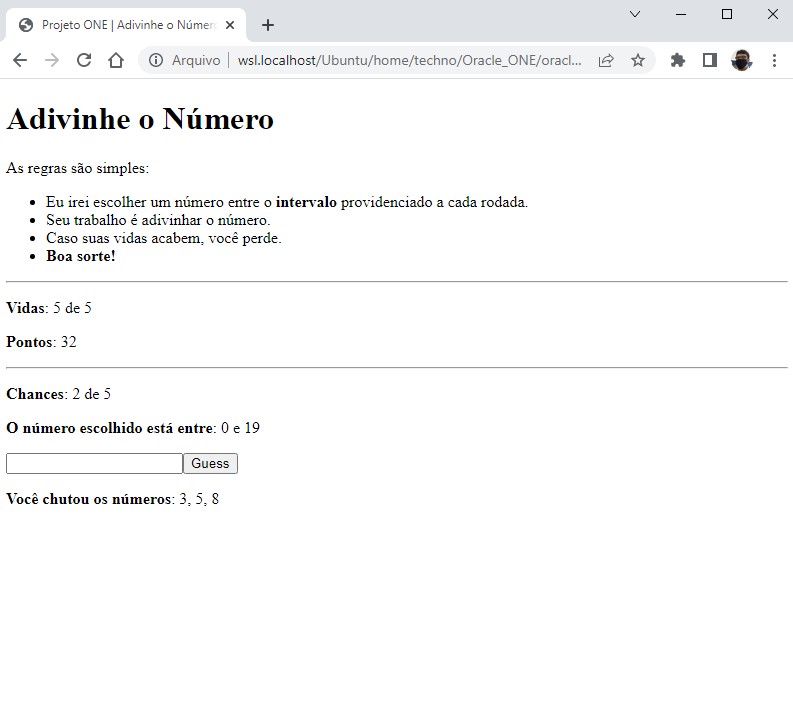 Projeto ONE | Adivinhe o Número
Arquivo | wsl.localhost/Ubuntu/home/techno/Oracle_ONE/oracl...
Adivinhe o Número
As regras são simples:
Eu irei escolher um número entre o intervalo providenciado a cada rodada.
Seu trabalho é adivinhar o número.
Caso suas vidas acabem, você perde.
Boa sorte!
Vidas: 5 de 5
Pontos: 32
Chances: 2 de 5
O número escolhido está entre: 0 e 19
Guess
Você chutou os números: 3, 5, 8